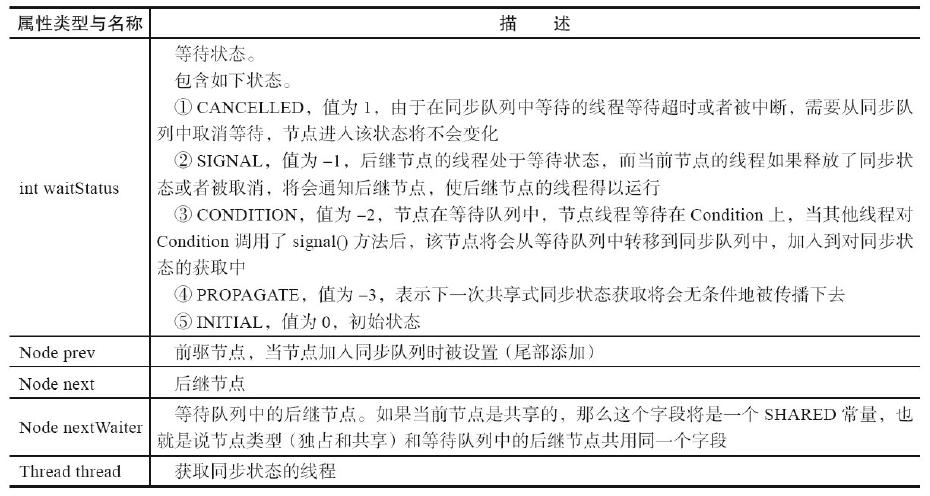 属性类型与名称 描 述
int waitStatus
等待状态。
包含如下状态。
① CANCELLED，值为 1，由于在同步队列中等待的线程等待超时或者被中断，需要从同步队
列中取消等待，节点进入该状态将不会变化
② SIGNAL，值为 –1，后继节点的线程处于等待状态，而当前节点的线程如果释放了同步状
态或者被取消，将会通知后继节点，使后继节点的线程得以运行
③ CONDITION，值为 –2，节点在等待队列中，节点线程等待在 Condition 上，当其他线程对
Condition 调用了 signal() 方法后，该节点将会从等待队列中转移到同步队列中，加入到对同步状
态的获取中
④ PROPAGATE，值为 –3，表示下一次共享式同步状态获取将会无条件地被传播下去
⑤ INITIAL，值为 0，初始状态
Node prev 前驱节点，当节点加入同步队列时被设置（尾部添加）
Node next 后继节点
Node nextWaiter
等待队列中的后继节点。如果当前节点是共享的，那么这个字段将是一个 SHARED 常量，也
就是说节点类型（独占和共享）和等待队列中的后继节点共用同一个字段
Thread thread 获取同步状态的线程